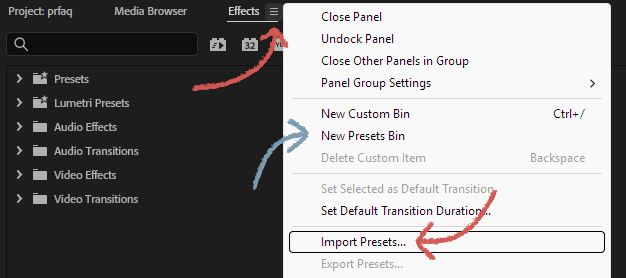 Project: prfaq Media Browser Effects
32 YU
Presets
Lumetri Presets
Audio Effects
Audio Transitions
Video Effects
Video Transitions
Close Panel
Undock Panel
Close Other Panels in Group
Panel Group Settings
New Custom Bin Ctrl+/
New Presets Bin
Delete Custom Item Backspace
Set Selected as Default Transition
Set Default Transition Duration...
Import Presets...
Export Presets...